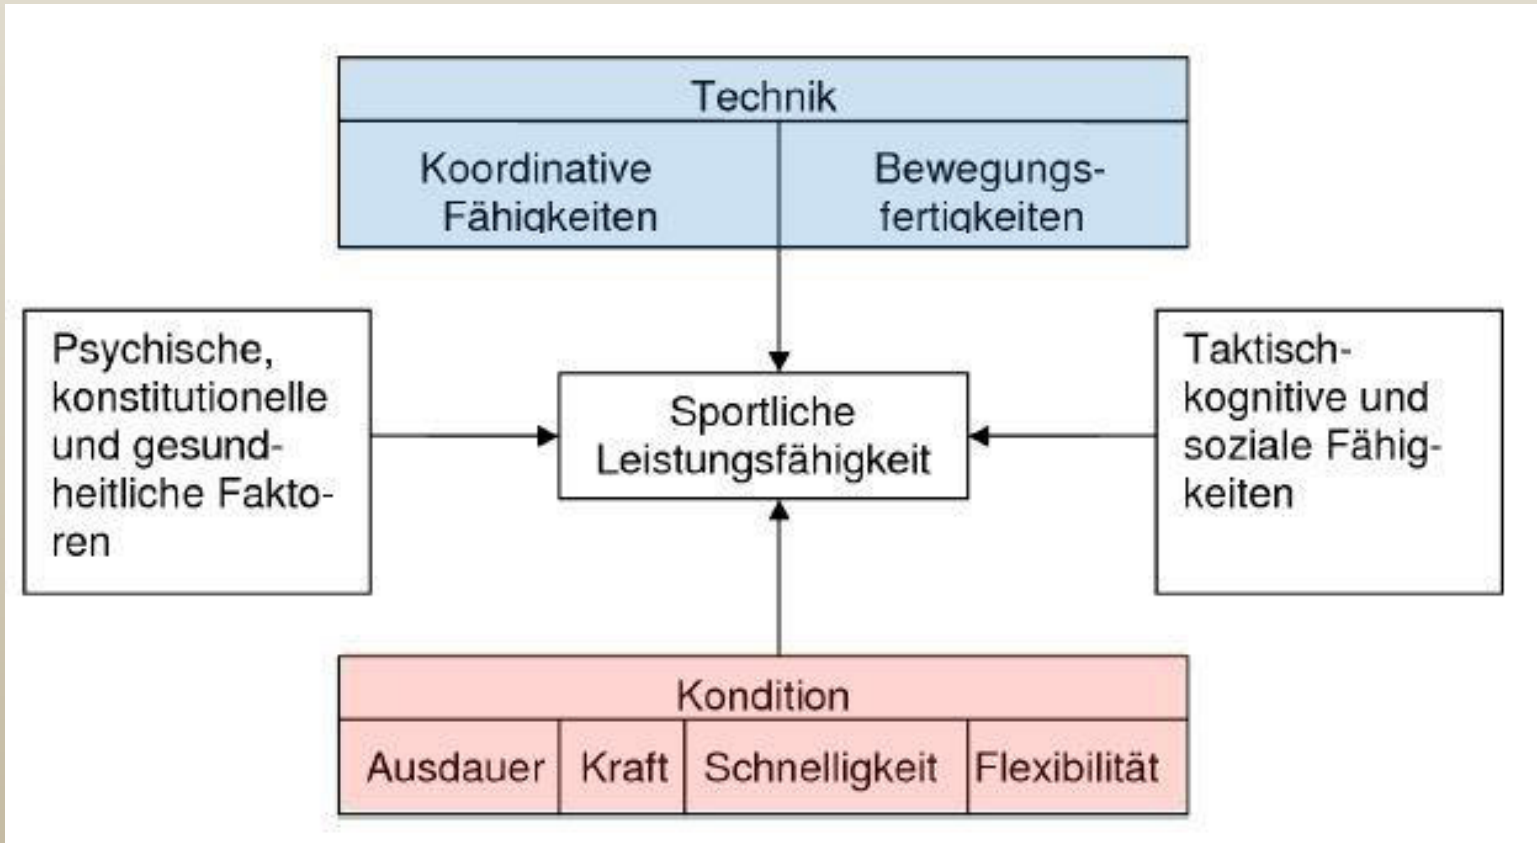 Technik
Koordinative
Fähigkeiten
Bewegungs-
fertigkeiten
Psychische,
konstitutionelle
und gesund-
heitliche Fakto-
ren
Sportliche
Leistungsfähigkeit
Taktisch-
kognitive und
soziale Fähig-
keiten
Kondition
Ausdauer
Kraft
Schnelligkeit
Flexibilität